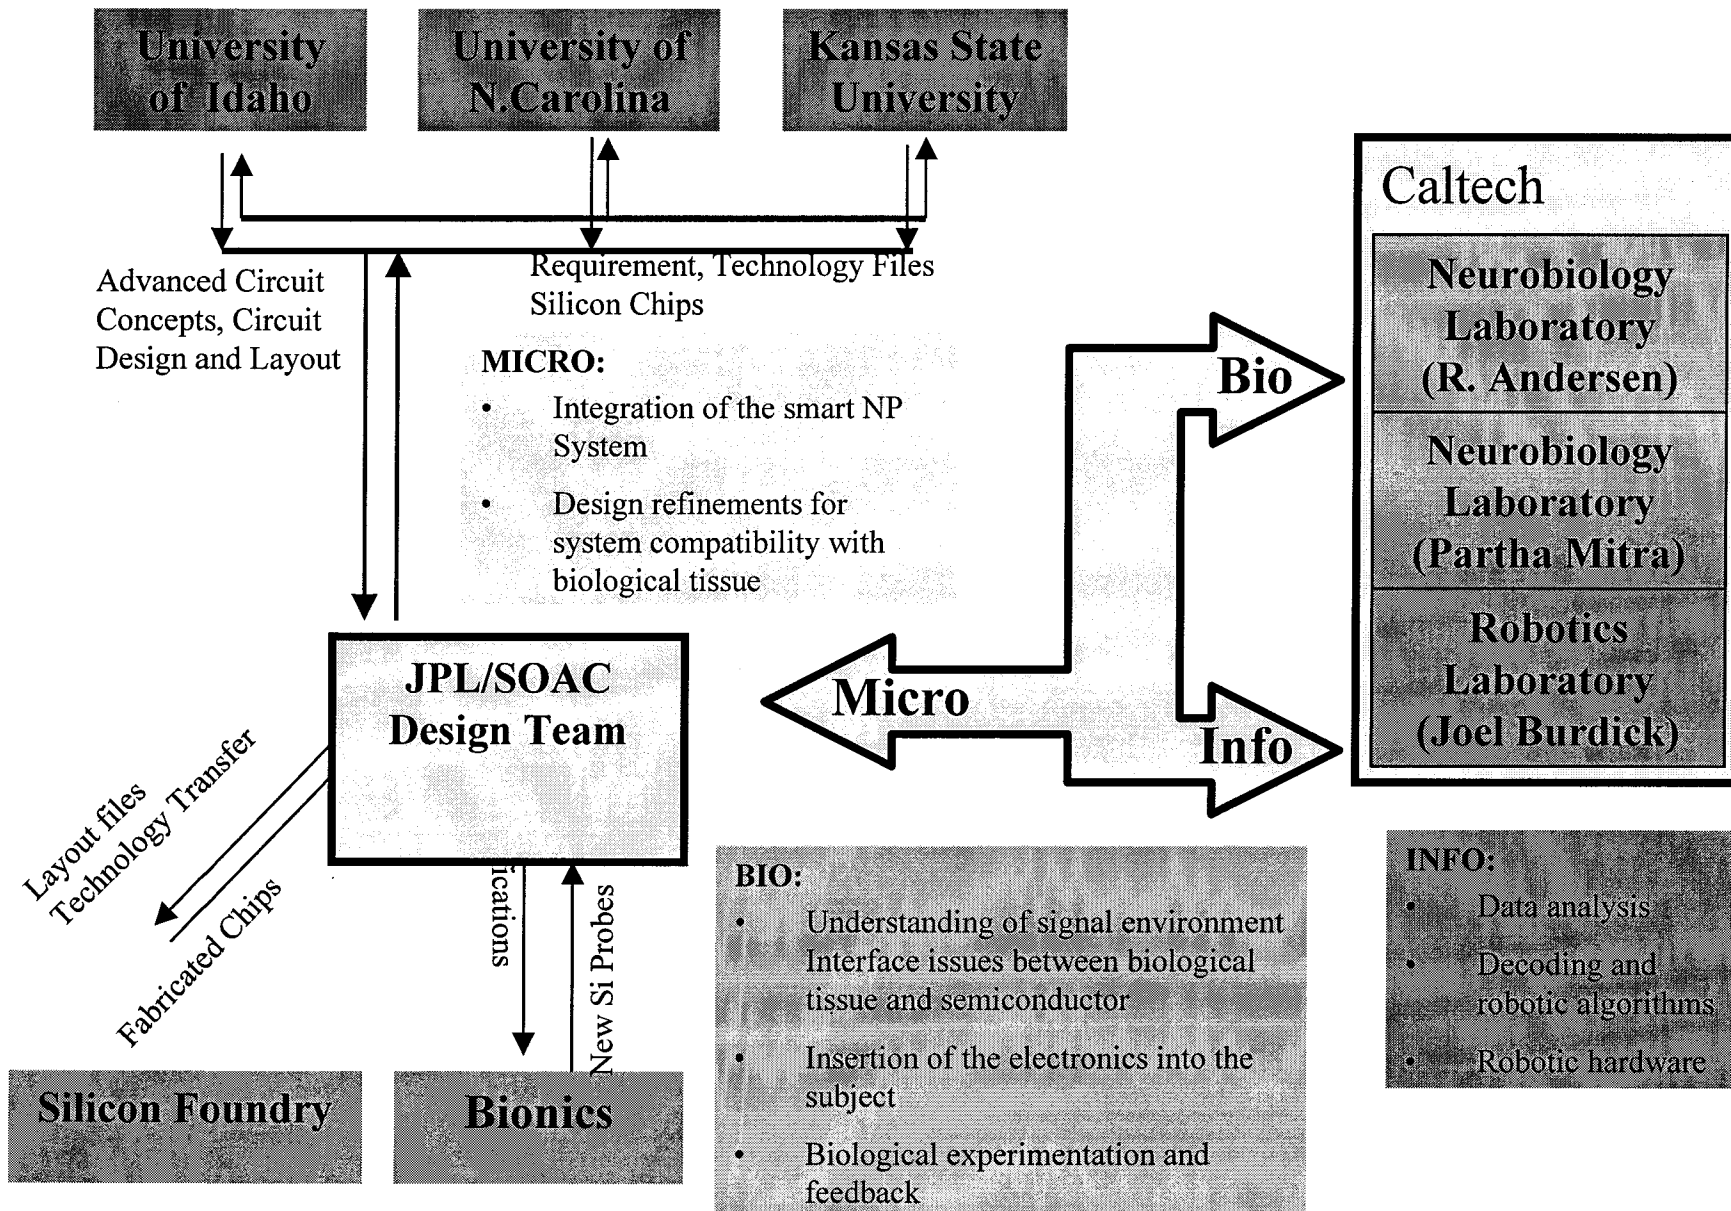 University
of Idaho
University of
N.Carolina
Kansas State
University
Advanced Circuit
Concepts, Circuit
Design and Layout
Requirement, Technology Files
Silicon Chips
MICRO:
• Integration of the smart NP
System
• Design refinements for
system compatibility with
biological tissue
Caltech
Neurobiology
Laboratory
(R. Andersen)
Neurobiology
Laboratory
(Partha Mitra)
Robotics
Laboratory
(Joel Burdick)
Bio
Micro
Info
JPL/SOAC
Design Team
Layout files
Technology Transfer
Fabricated Chips
ications
New Si Probes
Silicon Foundry
Bionics
BIO:
• Understanding of signal environment
Interface issues between biological
tissue and semiconductor
• Insertion of the electronics into the
subject
• Biological experimentation and
feedback
INFO:
• Data analysis
• Decoding and
robotic algorithms
• Robotic hardware